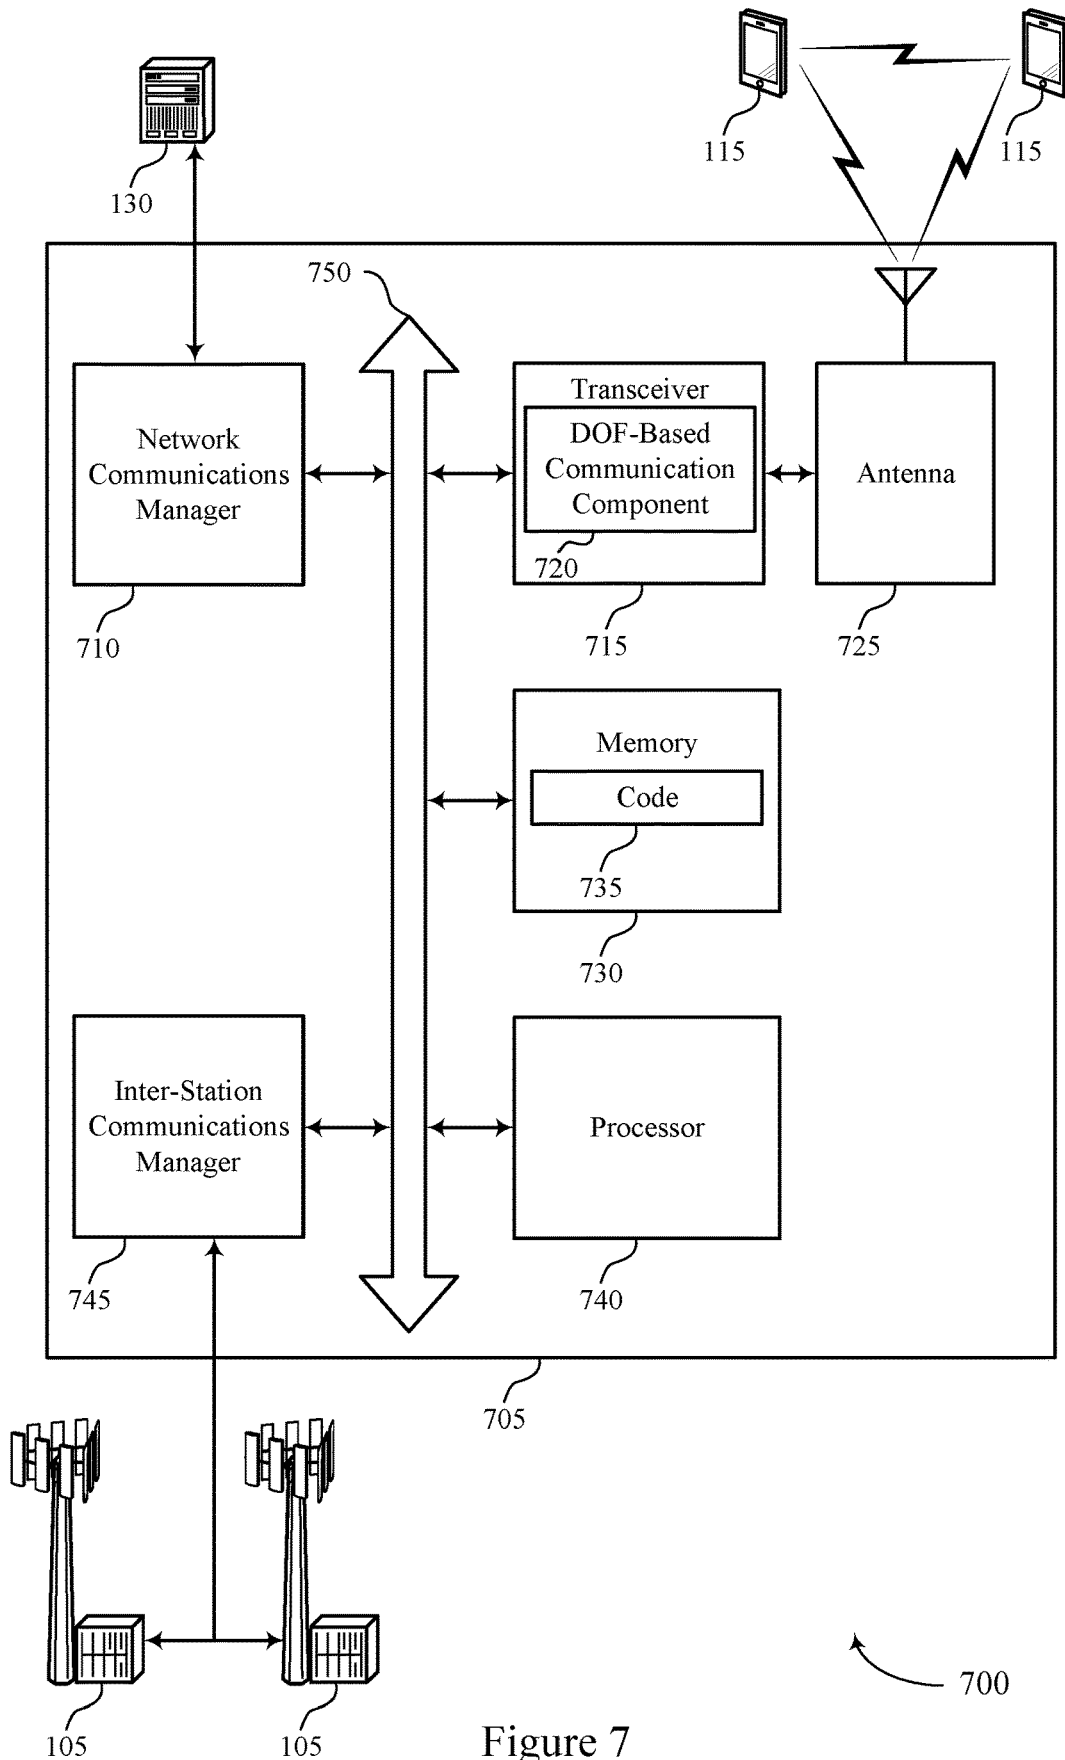 115
115
130
750
Transceiver
DOF-Based
Communication
Component
720
Network
Communications
Manager
Antenna
710
715
725
Memory
Code
735
730
Inter-Station
Communications
Manager
Processor
745
740
705
105
105
700
Figure 7